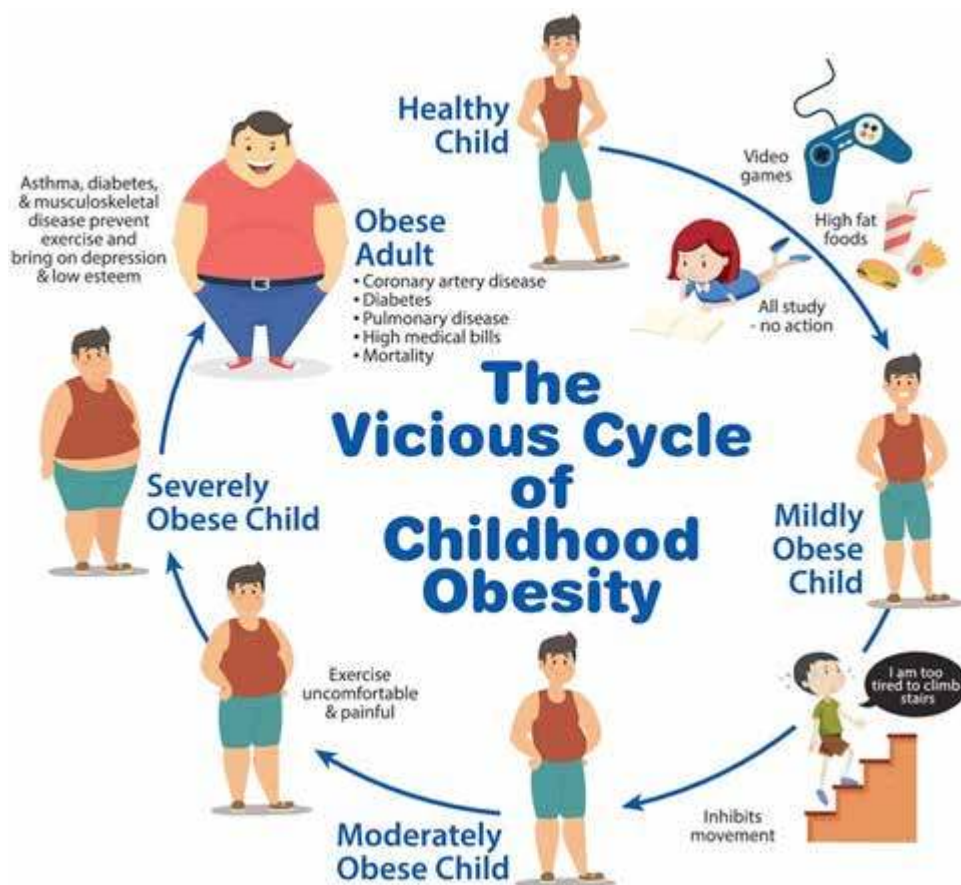 Healthy
Child
Video
games
High fat
foods
All study
- no action
Mildly
Obese
Child
I am too
tired to climb
stairs
Inhibits
movement
Moderately
Obese Child
Exercise
uncomfortable
& painful
Severely
Obese Child
Asthma, diabetes,
& musculoskeletal
disease prevent
exercise and
bring on depression
& low esteem
Obese
Adult
• Coronary artery disease
• Diabetes
• Pulmonary disease
• High medical bills
• Mortality
The
Vicious Cycle
of
Childhood
Obesity